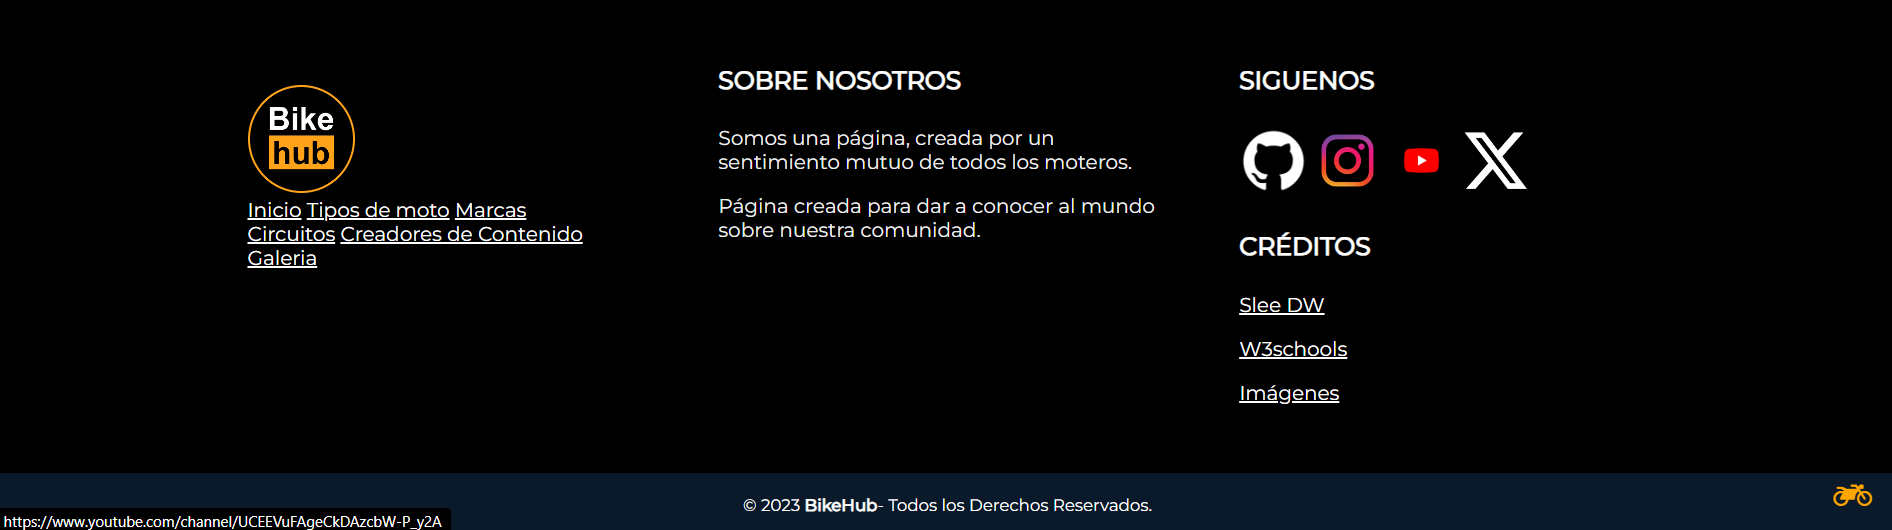 Bike
hub
Inicio Tipos de moto Marcas
Circuitos Creadores de Contenido
Galeria
SOBRE NOSOTROS
Somos una página, creada por un
sentimiento mutuo de todos los moteros.
Página creada para dar a conocer al mundo
sobre nuestra comunidad.
SIGUENOS
CRÉDITOS
Slee DW
W3schools
Imágenes
© 2023 BikeHub- Todos los Derechos Reservados.
https://www.youtube.com/channel/UCEEVuFAgeCkDAzcbW-P_y2A